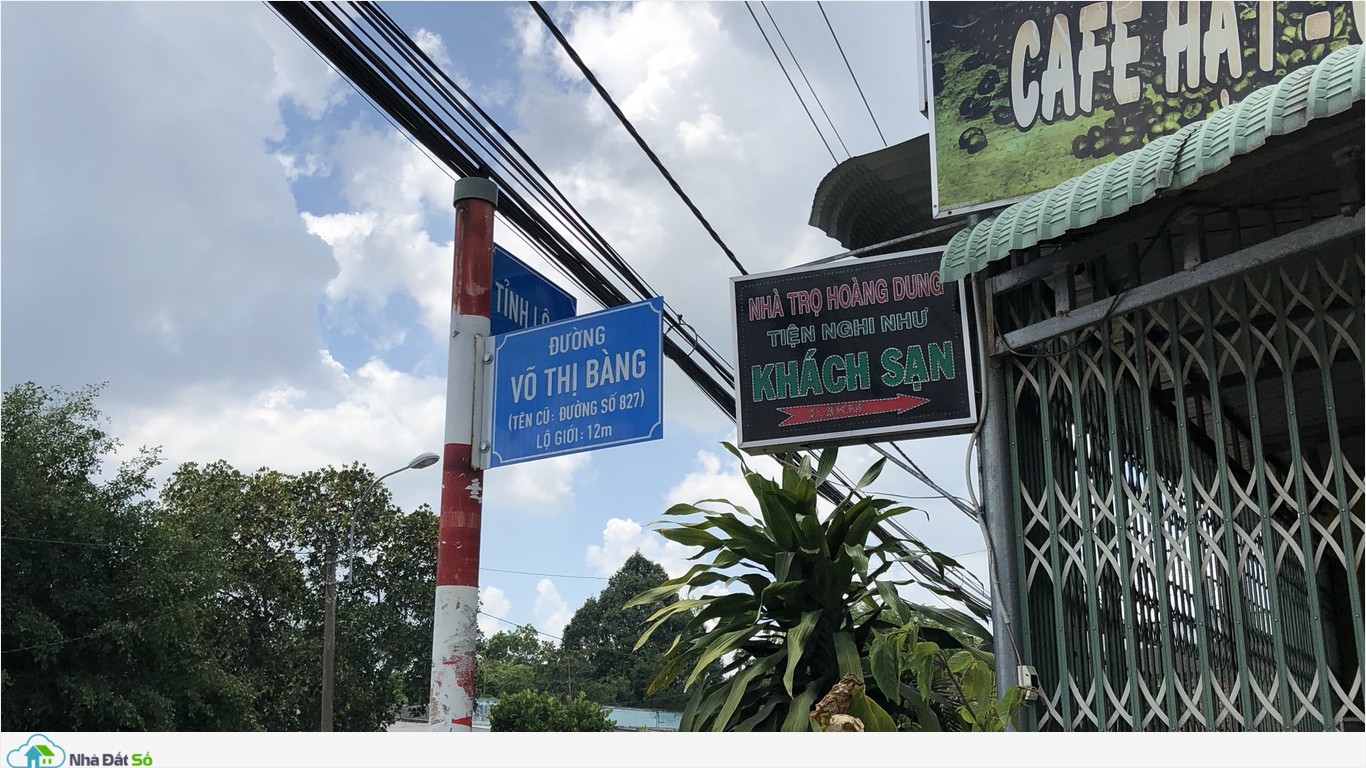 CAFE HẠT -
TỈNH LỘ
ĐƯỜNG
VÕ THỊ BÀNG
(TÊN CŨ: ĐƯỜNG SỐ 827)
LỘ GIỚI: 12m
NHÀ TRỌ HOÀNG DUNG
TIỆN NGHI NHƯ
KHÁCH SẠN
Nhà Đất Số